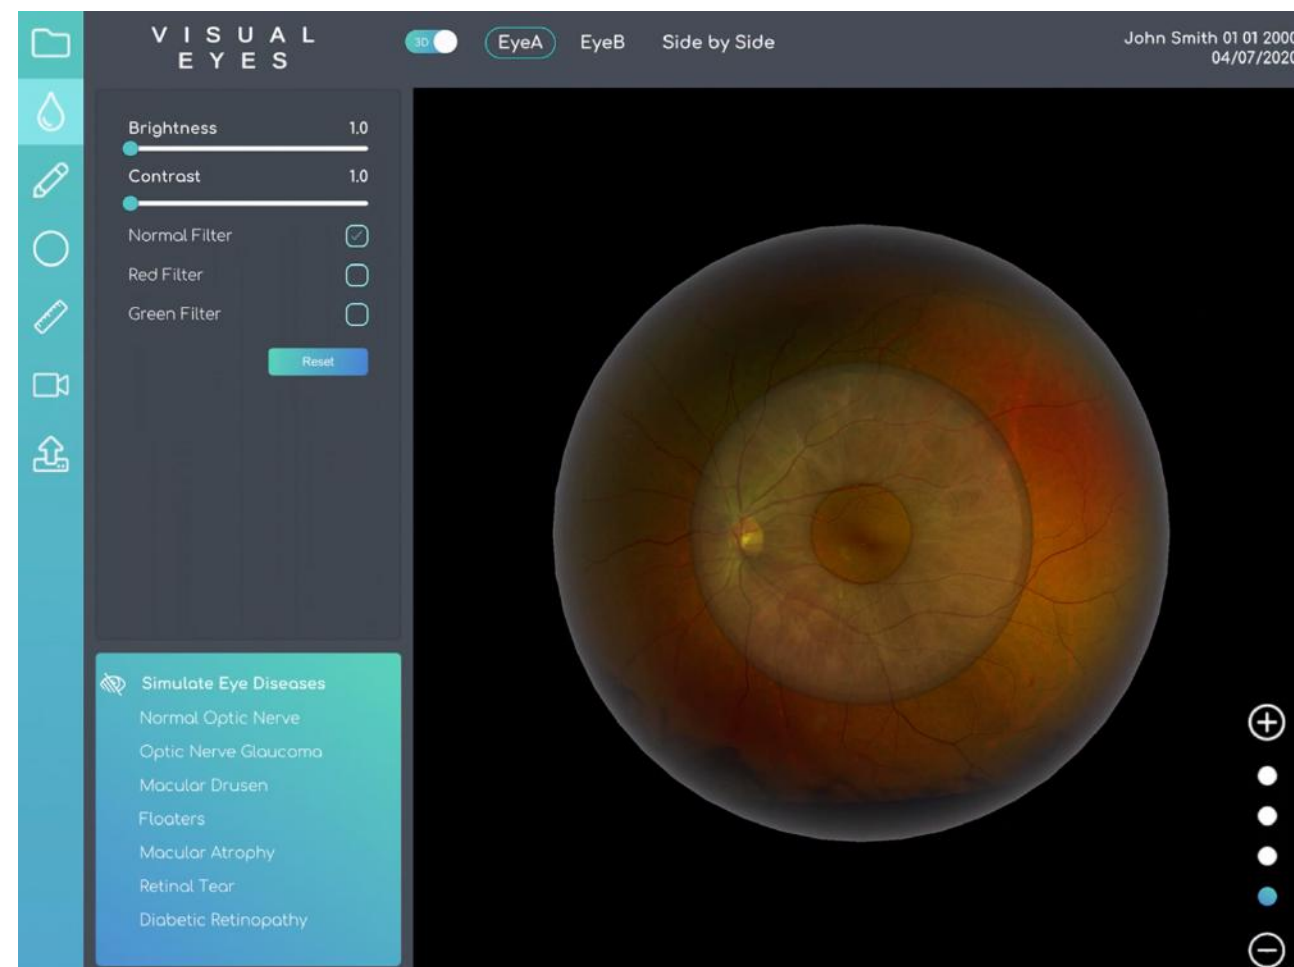 VISUAL
EYES
3D
EyeA
EyeB
Side by Side
John Smith 01 01 2000
04/07/2020
Brightness 1.0
Contrast 1.0
Normal Filter
Red Filter
Green Filter
Reset
Simulate Eye Diseases
Normal Optic Nerve
Optic Nerve Glaucoma
Macular Drusen
Floaters
Macular Atrophy
Retinal Tear
Diabetic Retinopathy